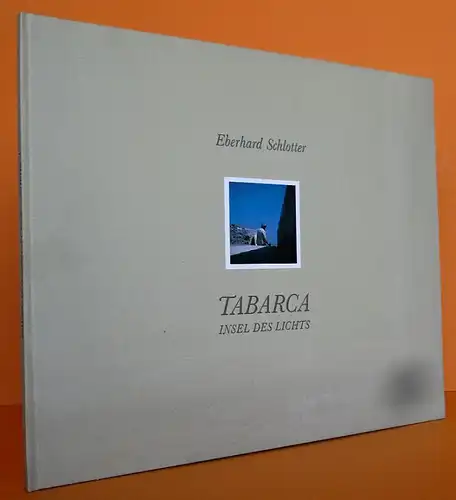 Eberhard Schlotter
TABARCA
INSEL DES LICHTS